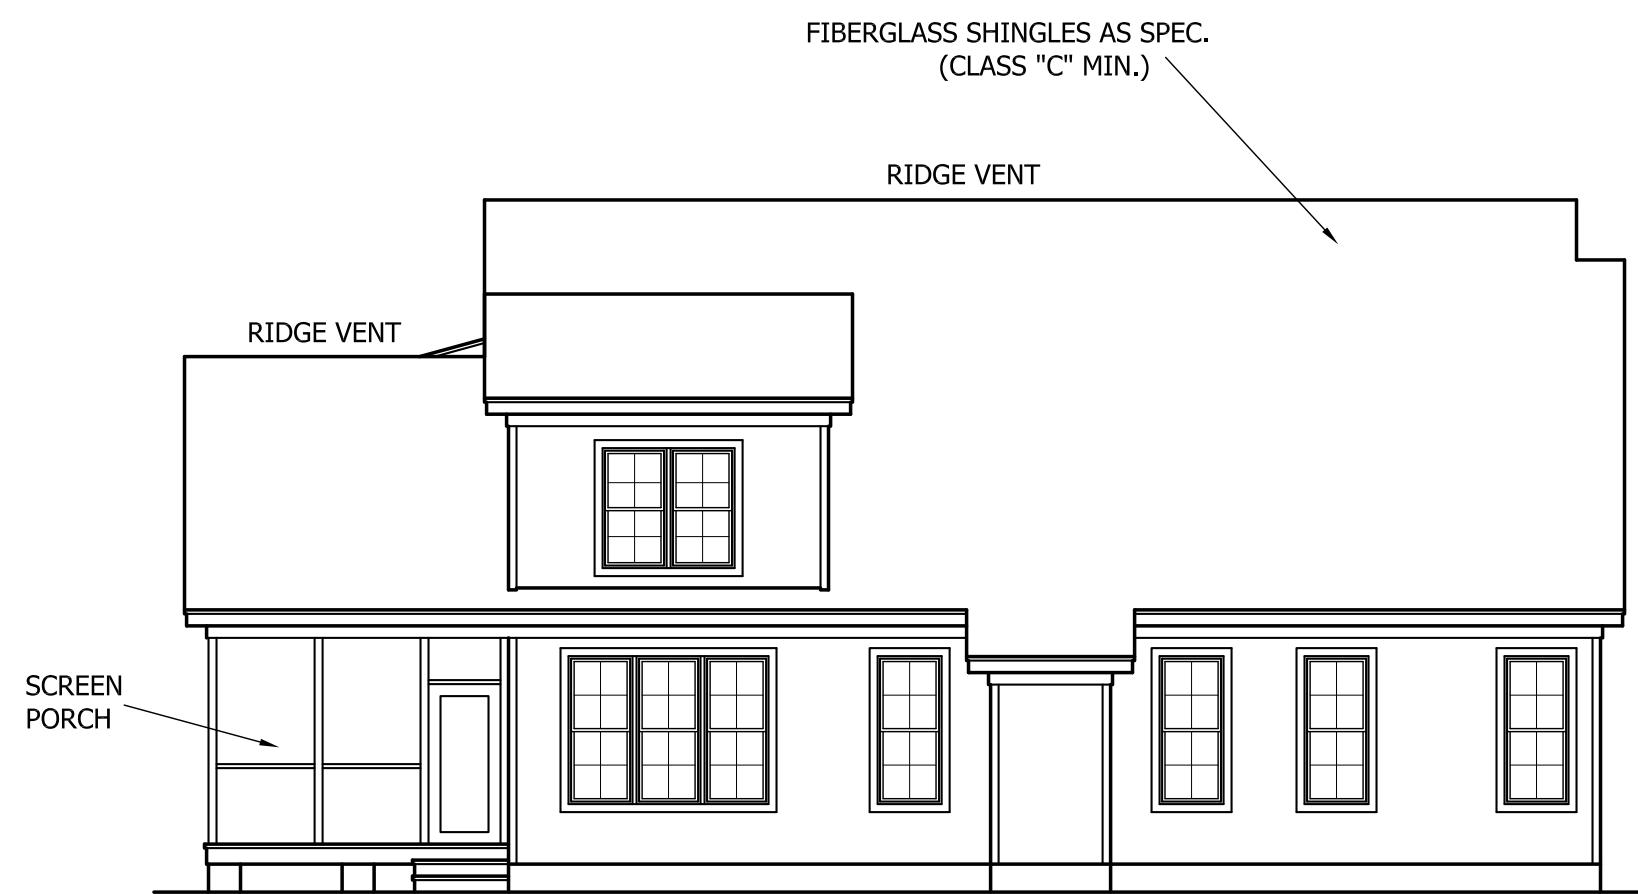 FIBERGLASS SHINGLES AS SPEC.
(CLASS "C" MIN.)
RIDGE VENT
RIDGE VENT
SCREEN
PORCH